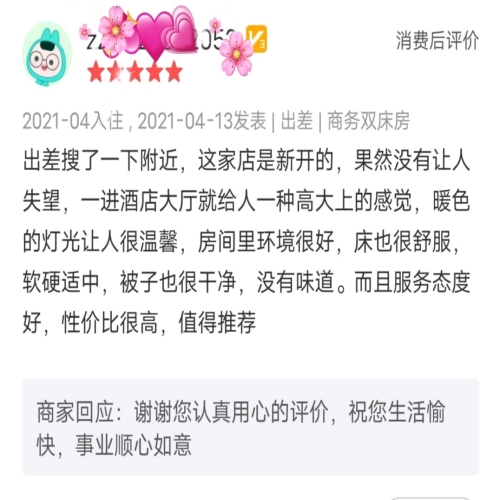 消费后评价
2021-04入住 , 2021-04-13发表 | 出差 | 商务双床房
出差搜了一下附近，这家店是新开的，果然没有让人
失望，一进酒店大厅就给人一种高大上的感觉，暖色
的灯光让人很温馨，房间里环境很好，床也很舒服，
软硬适中，被子也很干净，没有味道。而且服务态度
好，性价比很高，值得推荐
商家回应：谢谢您认真用心的评价，祝您生活愉
快，事业顺心如意